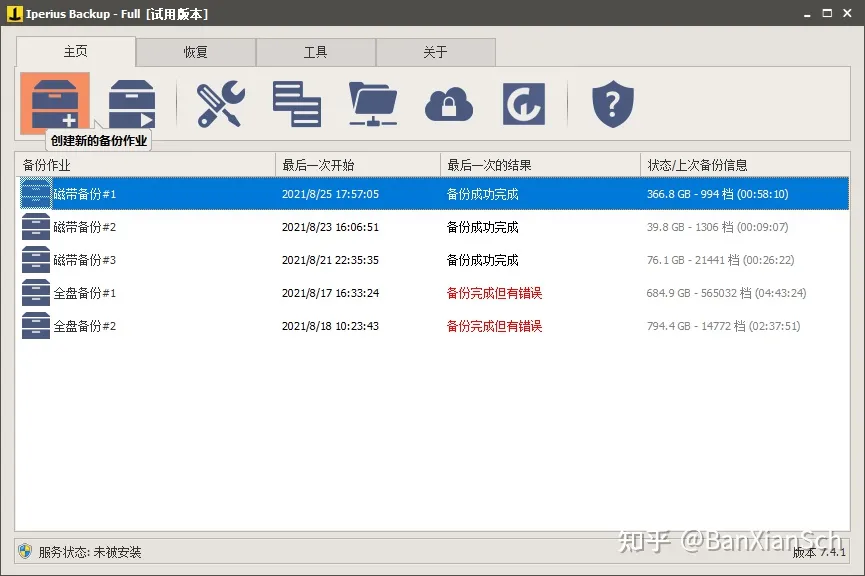 Iperius Backup - Full [试用版本]
主页 恢复 工具 关于
创建新的备份作业
备份作业 最后一次开始 最后一次的结果 状态/上次备份信息
磁带备份#1 2021/8/25 17:57:05 备份成功完成 366.8 GB - 994 档 (00:58:10)
磁带备份#2 2021/8/23 16:06:51 备份成功完成 39.8 GB - 1306 档 (00:09:07)
磁带备份#3 2021/8/21 22:35:35 备份成功完成 76.1 GB - 21441 档 (00:26:22)
全盘备份#1 2021/8/17 16:33:24 备份完成但有错误 684.9 GB - 565032 档 (04:43:24)
全盘备份#2 2021/8/18 10:23:43 备份完成但有错误 794.4 GB - 14772 档 (02:37:51)
知乎 @BanXianSch
服务状态: 未被安装 版本 7.4.1